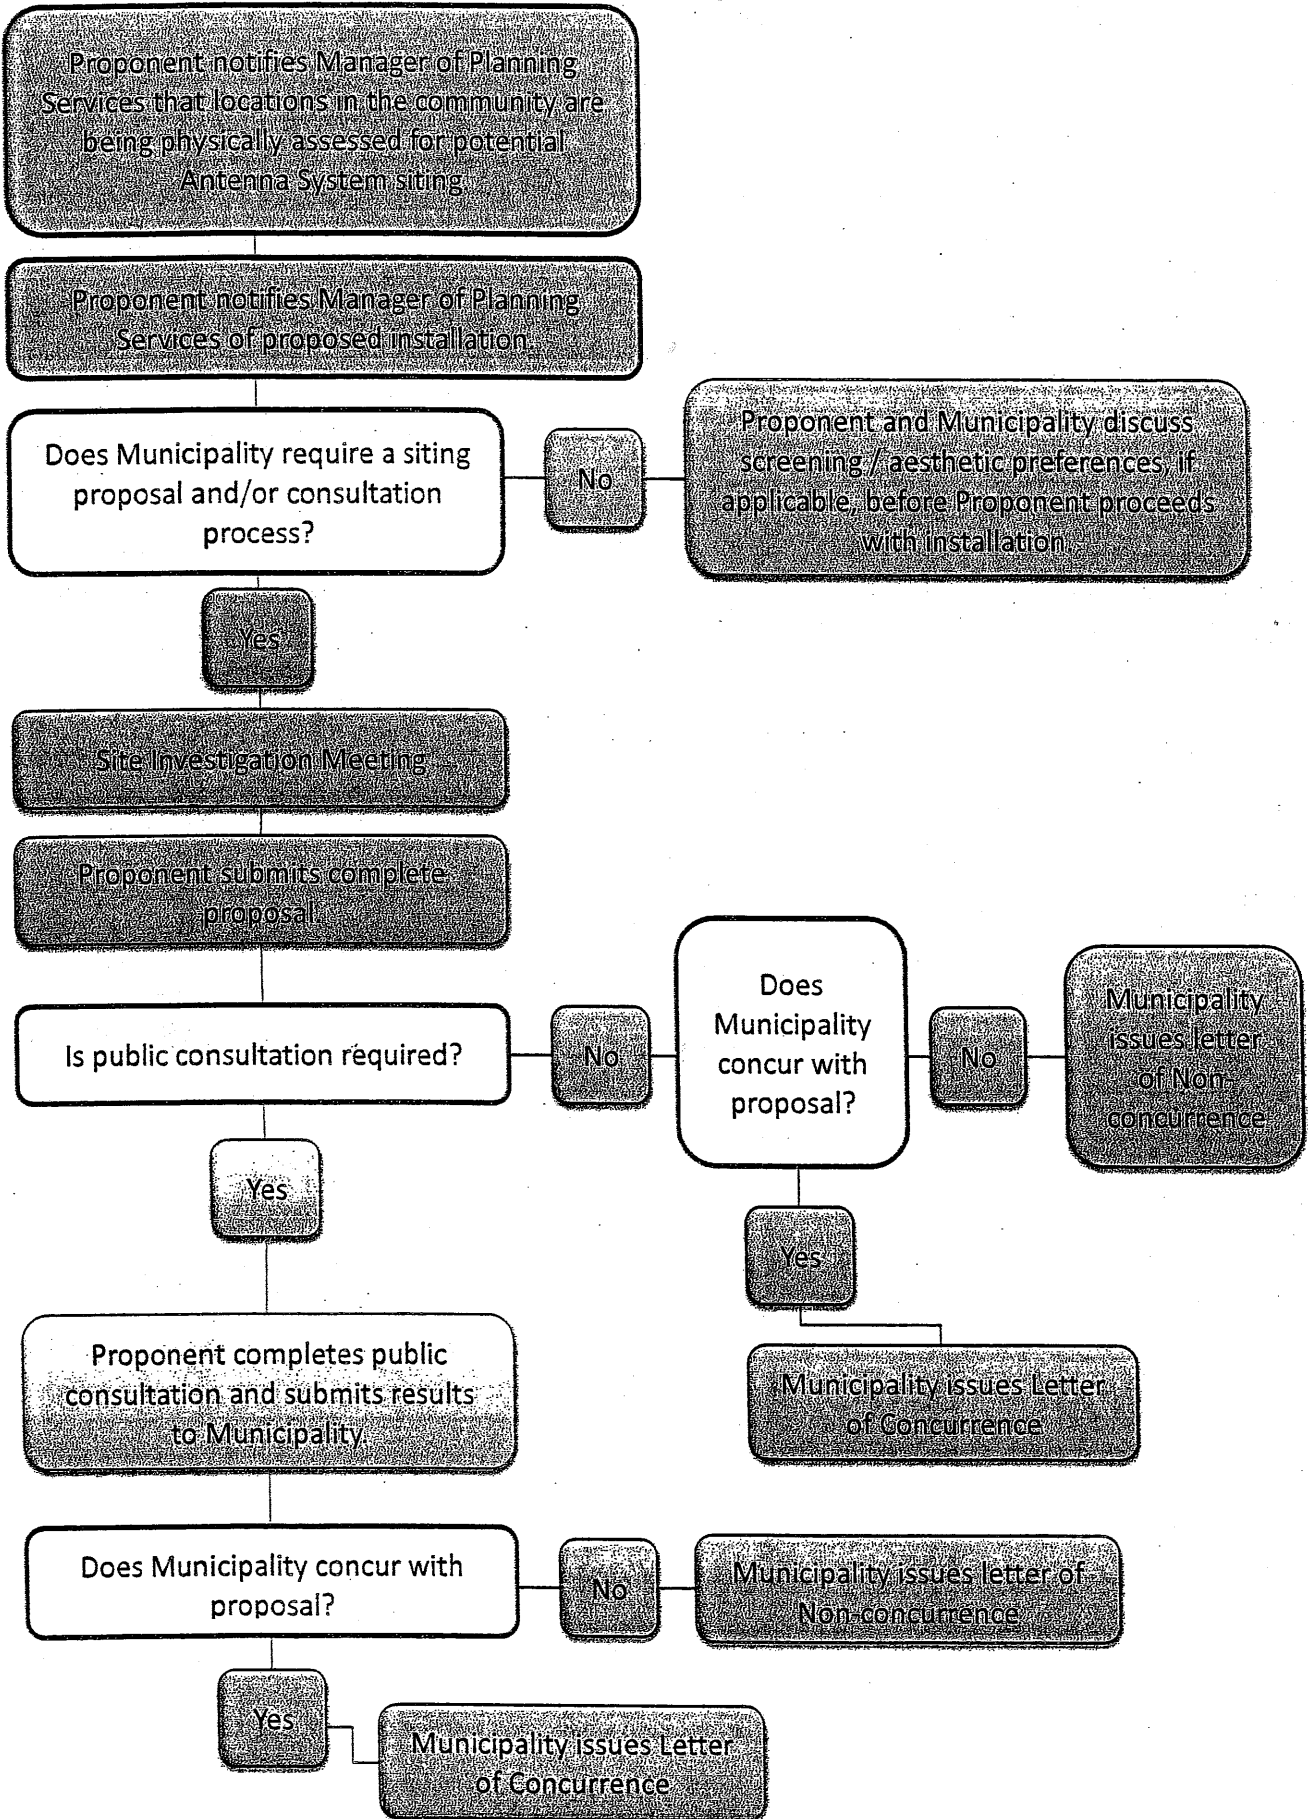 Proponent notifies Manager of Planning
Services that locations in the community are
being physically assessed for potential
Antenna System siting
Proponent notifies Manager of Planning
Services of proposed installation.
Does Municipality require a siting
proposal and/or consultation
process?
No
Proponent and Municipality discuss
screening / aesthetic preferences, if
applicable, before Proponent proceeds
with installation.
Yes
Site Investigation Meeting
Proponent submits complete
proposal.
Is public consultation required?
No
Does
Municipality
concur with
proposal?
No
Municipality
issues letter
of Non-
concurrence
Yes
Municipality issues Letter
of Concurrence
Yes
Proponent completes public
consultation and submits results
to Municipality.
Does Municipality concur with
proposal?
No
Municipality issues letter of
Non-concurrence
Yes
Municipality issues Letter
of Concurrence